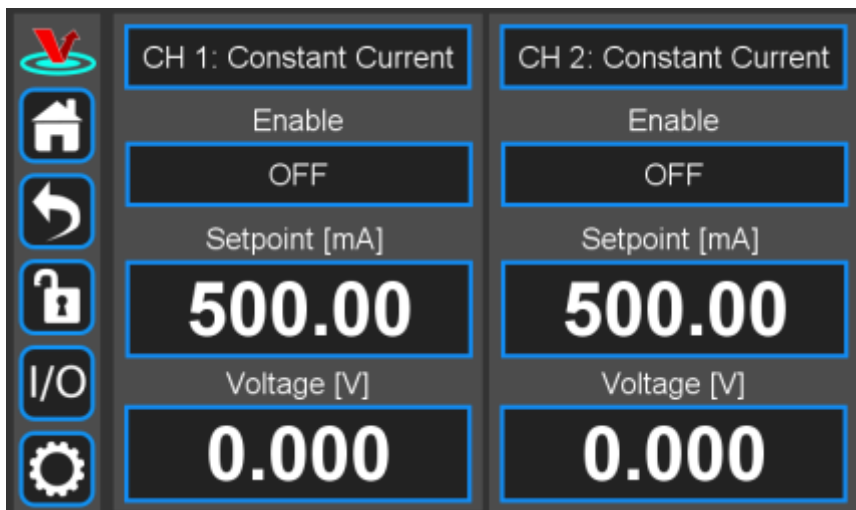 CH 1: Constant Current
Enable
OFF
Setpoint [mA]
500.00
Voltage [V]
0.000
CH 2: Constant Current
Enable
OFF
Setpoint [mA]
500.00
Voltage [V]
0.000
I/O